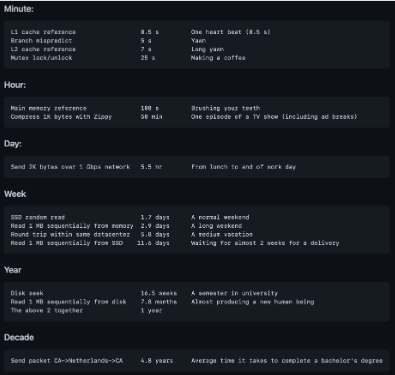 Minute:
L1 cache reference 0.5 s One heart beat (0.5 s)
Branch mispredict 5 s Yawn
L2 cache reference 7 s Long yawn
Mutex lock/unlock 25 s Making a coffee
Hour:
Main memory reference 100 s Brushing your teeth
Compress 1K bytes with Zippy 50 min One episode of a TV show (including ad breaks)
Day:
Send 2K bytes over 1 Gbps network 5.5 hr From lunch to end of work day
Week
SSD random read 1.7 days A normal weekend
Read 1 MB sequentially from memory 2.9 days A long weekend
Round trip within same datacenter 5.8 days A medium vacation
Read 1 MB sequentially from SSD 11.6 days Waiting for almost 2 weeks for a delivery
Year
Disk seek 16.5 weeks A semester in university
Read 1 MB sequentially from disk 7.8 months Almost producing a new human being
The above 2 together 1 year
Decade
Send packet CA->Netherlands->CA 4.8 years Average time it takes to complete a bachelor's degree